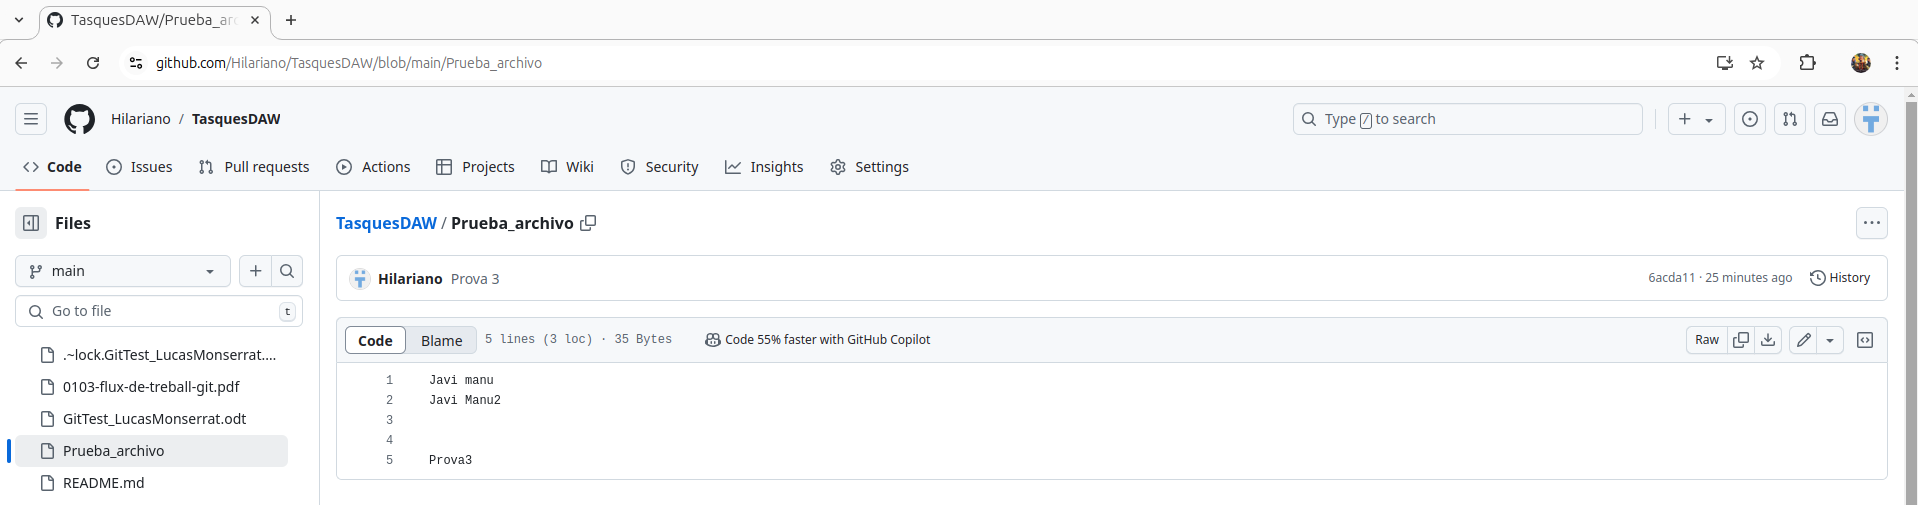 TasquesDAW/Prueba_arc
github.com/Hilariano/TasquesDAW/blob/main/Prueba_archivo
Hilariano / TasquesDAW
Type / to search
Code Issues Pull requests Actions Projects Wiki Security Insights Settings
Files
TasquesDAW / Prueba_archivo
main
Hilariano Prova 3
6acda11 · 25 minutes ago History
Go to file t
Code Blame 5 lines (3 loc) · 35 Bytes Code 55% faster with GitHub Copilot Raw
.~lock.GitTest_LucasMonserrat....
0103-flux-de-treball-git.pdf
GitTest_LucasMonserrat.odt
Prueba_archivo
README.md
1 Javi manu
2 Javi Manu2
3
4
5 Prova3